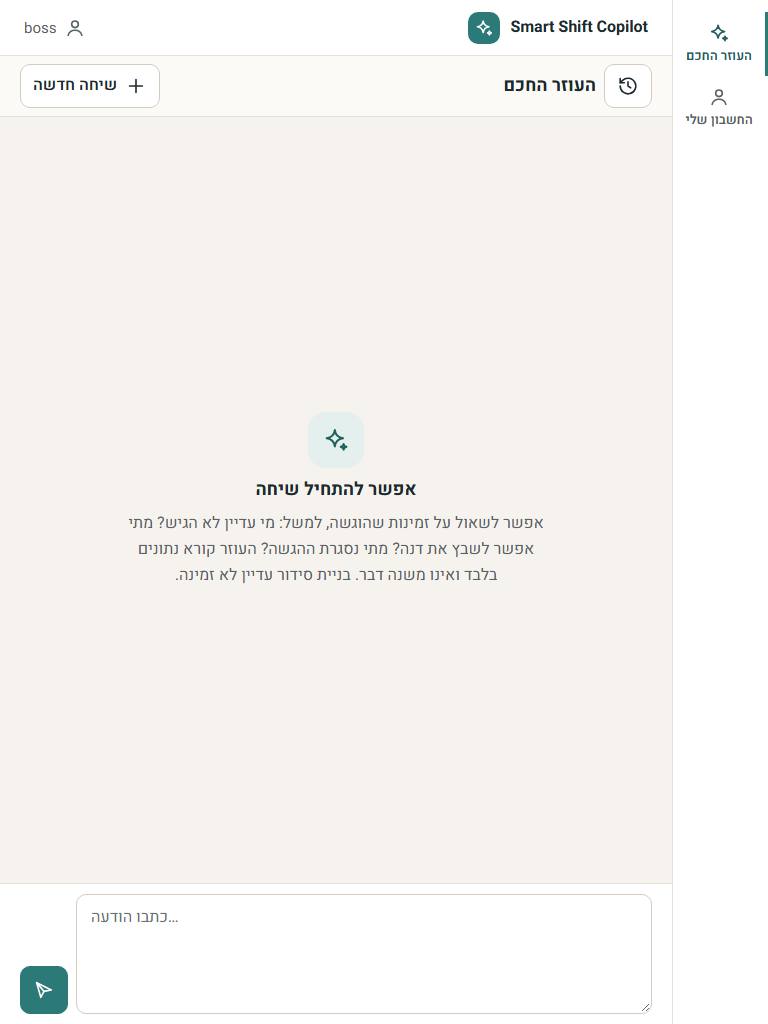 Smart Shift Copilot
boss
העוזר החכם
החשבון שלי
העוזר החכם
שיחה חדשה
אפשר להתחיל שיחה
אפשר לשאול על זמינות שהוגשה, למשל: מי עדיין לא הגיש? מתי
אפשר לשבץ את דנה? מתי נסגרת ההגשה? העוזר קורא נתונים
בלבד ואינו משנה דבר. בניית סידור עדיין לא זמינה.
כתבו הודעה…